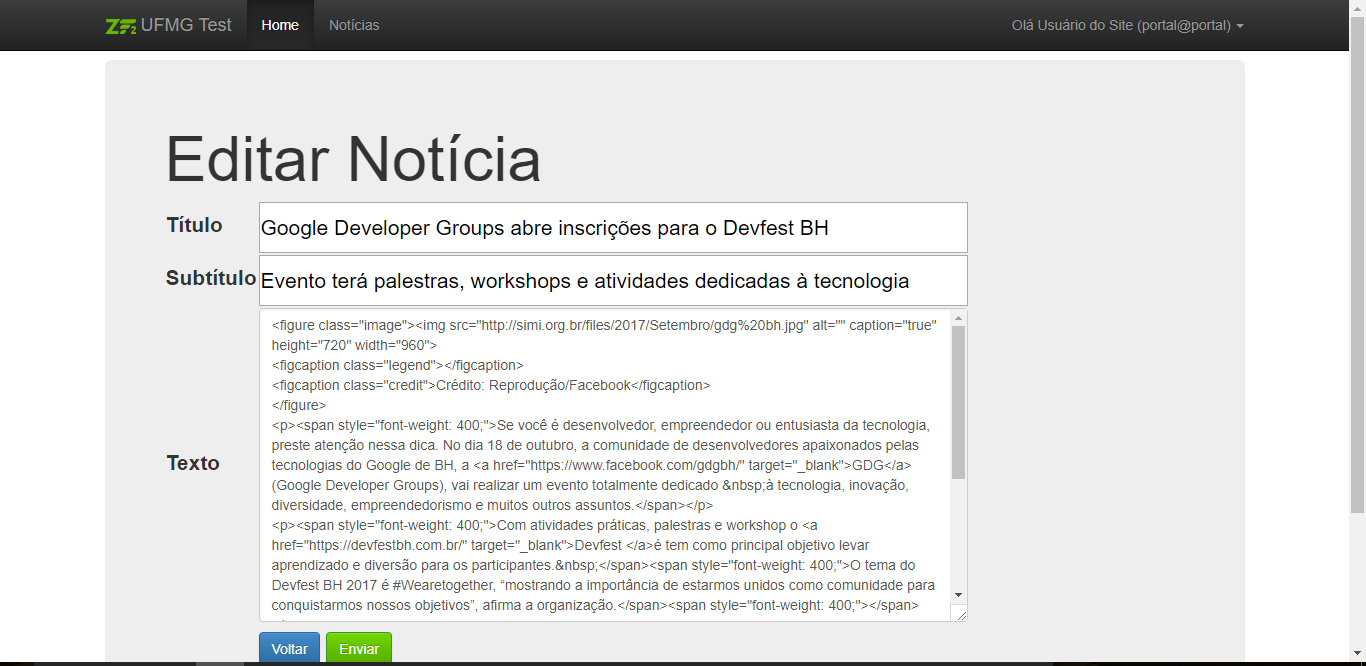 ZF2 UFMG Test Home Notícias Olá Usuário do Site (portal@portal)
Editar Notícia
Título Google Developer Groups abre inscrições para o Devfest BH
Subtítulo Evento terá palestras, workshops e atividades dedicadas à tecnologia
Texto
<figure class="image"><img src="http://simi.org.br/files/2017/Setembro/gdg%20bh.jpg" alt="" caption="true"
height="720" width="960">
<figcaption class="legend"></figcaption>
<figcaption class="credit">Crédito: Reprodução/Facebook</figcaption>
</figure>
<p><span style="font-weight: 400;">Se você é desenvolvedor, empreendedor ou entusiasta da tecnologia,
preste atenção nessa dica. No dia 18 de outubro, a comunidade de desenvolvedores apaixonados pelas
tecnologias do Google de BH, a <a href="https://www.facebook.com/gdgbh/" target="_blank">GDG</a>
(Google Developer Groups), vai realizar um evento totalmente dedicado &nbsp;à tecnologia, inovação,
diversidade, empreendedorismo e muitos outros assuntos.</span></p>
<p><span style="font-weight: 400;">Com atividades práticas, palestras e workshop o <a
href="https://devfestbh.com.br/" target="_blank">Devfest </a>é tem como principal objetivo levar
aprendizado e diversão para os participantes.&nbsp;</span><span style="font-weight: 400;">O tema do
Devfest BH 2017 é #Wearetogether, “mostrando a importância de estarmos unidos como comunidade para
conquistarmos nossos objetivos”, afirma a organização.</span><span style="font-weight: 400;"></span>
Voltar Enviar